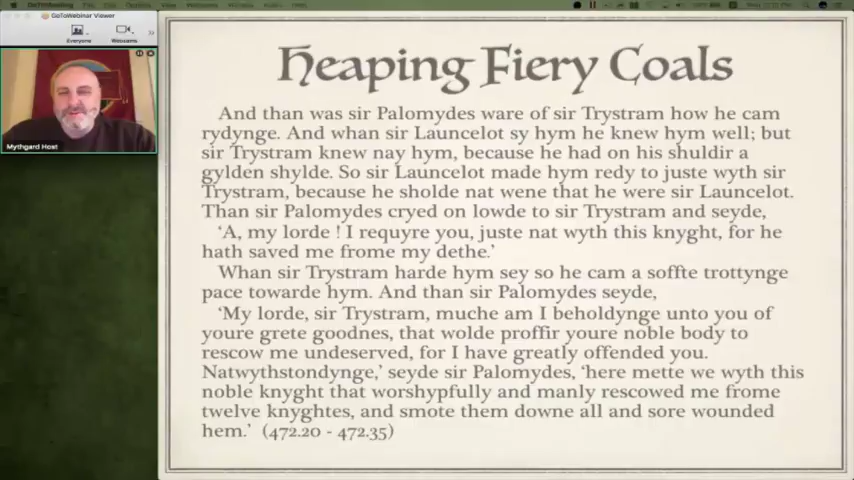 GoToWebinar Viewer
Everyone
Webcams
Mythgard Host
Heaping Fiery Coals
And than was sir Palomydes ware of sir Trystram how he cam
rydynge. And whan sir Launcelot sy hym he knew hym well; but
sir Trystram knew nay hym, because he had on his shuldir a
gylden shylde. So sir Launcelot made hym redy to juste wyth sir
Trystram, because he sholde nat wene that he were sir Launcelot.
Than sir Palomydes cryed on lowde to sir Trystram and seyde,
‘A, my lorde ! I requyre you, juste nat wyth this knyght, for he
hath saved me frome my dethe.’
Whan sir Trystram harde hym sey so he cam a soffte trottynge
pace towarde hym. And than sir Palomydes seyde,
‘My lorde, sir Trystram, muche am I beholdynge unto you of
youre grete goodnes, that wolde proffir youre noble body to
rescow me undeserved, for I have greatly offended you.
Natwythstondynge,’ seyde sir Palomydes, ‘here mette we wyth this
noble knyght that worshypfully and manly rescowed me frome
twelve knyghtes, and smote them downe all and sore wounded
hem.’ (472.20 - 472.35)